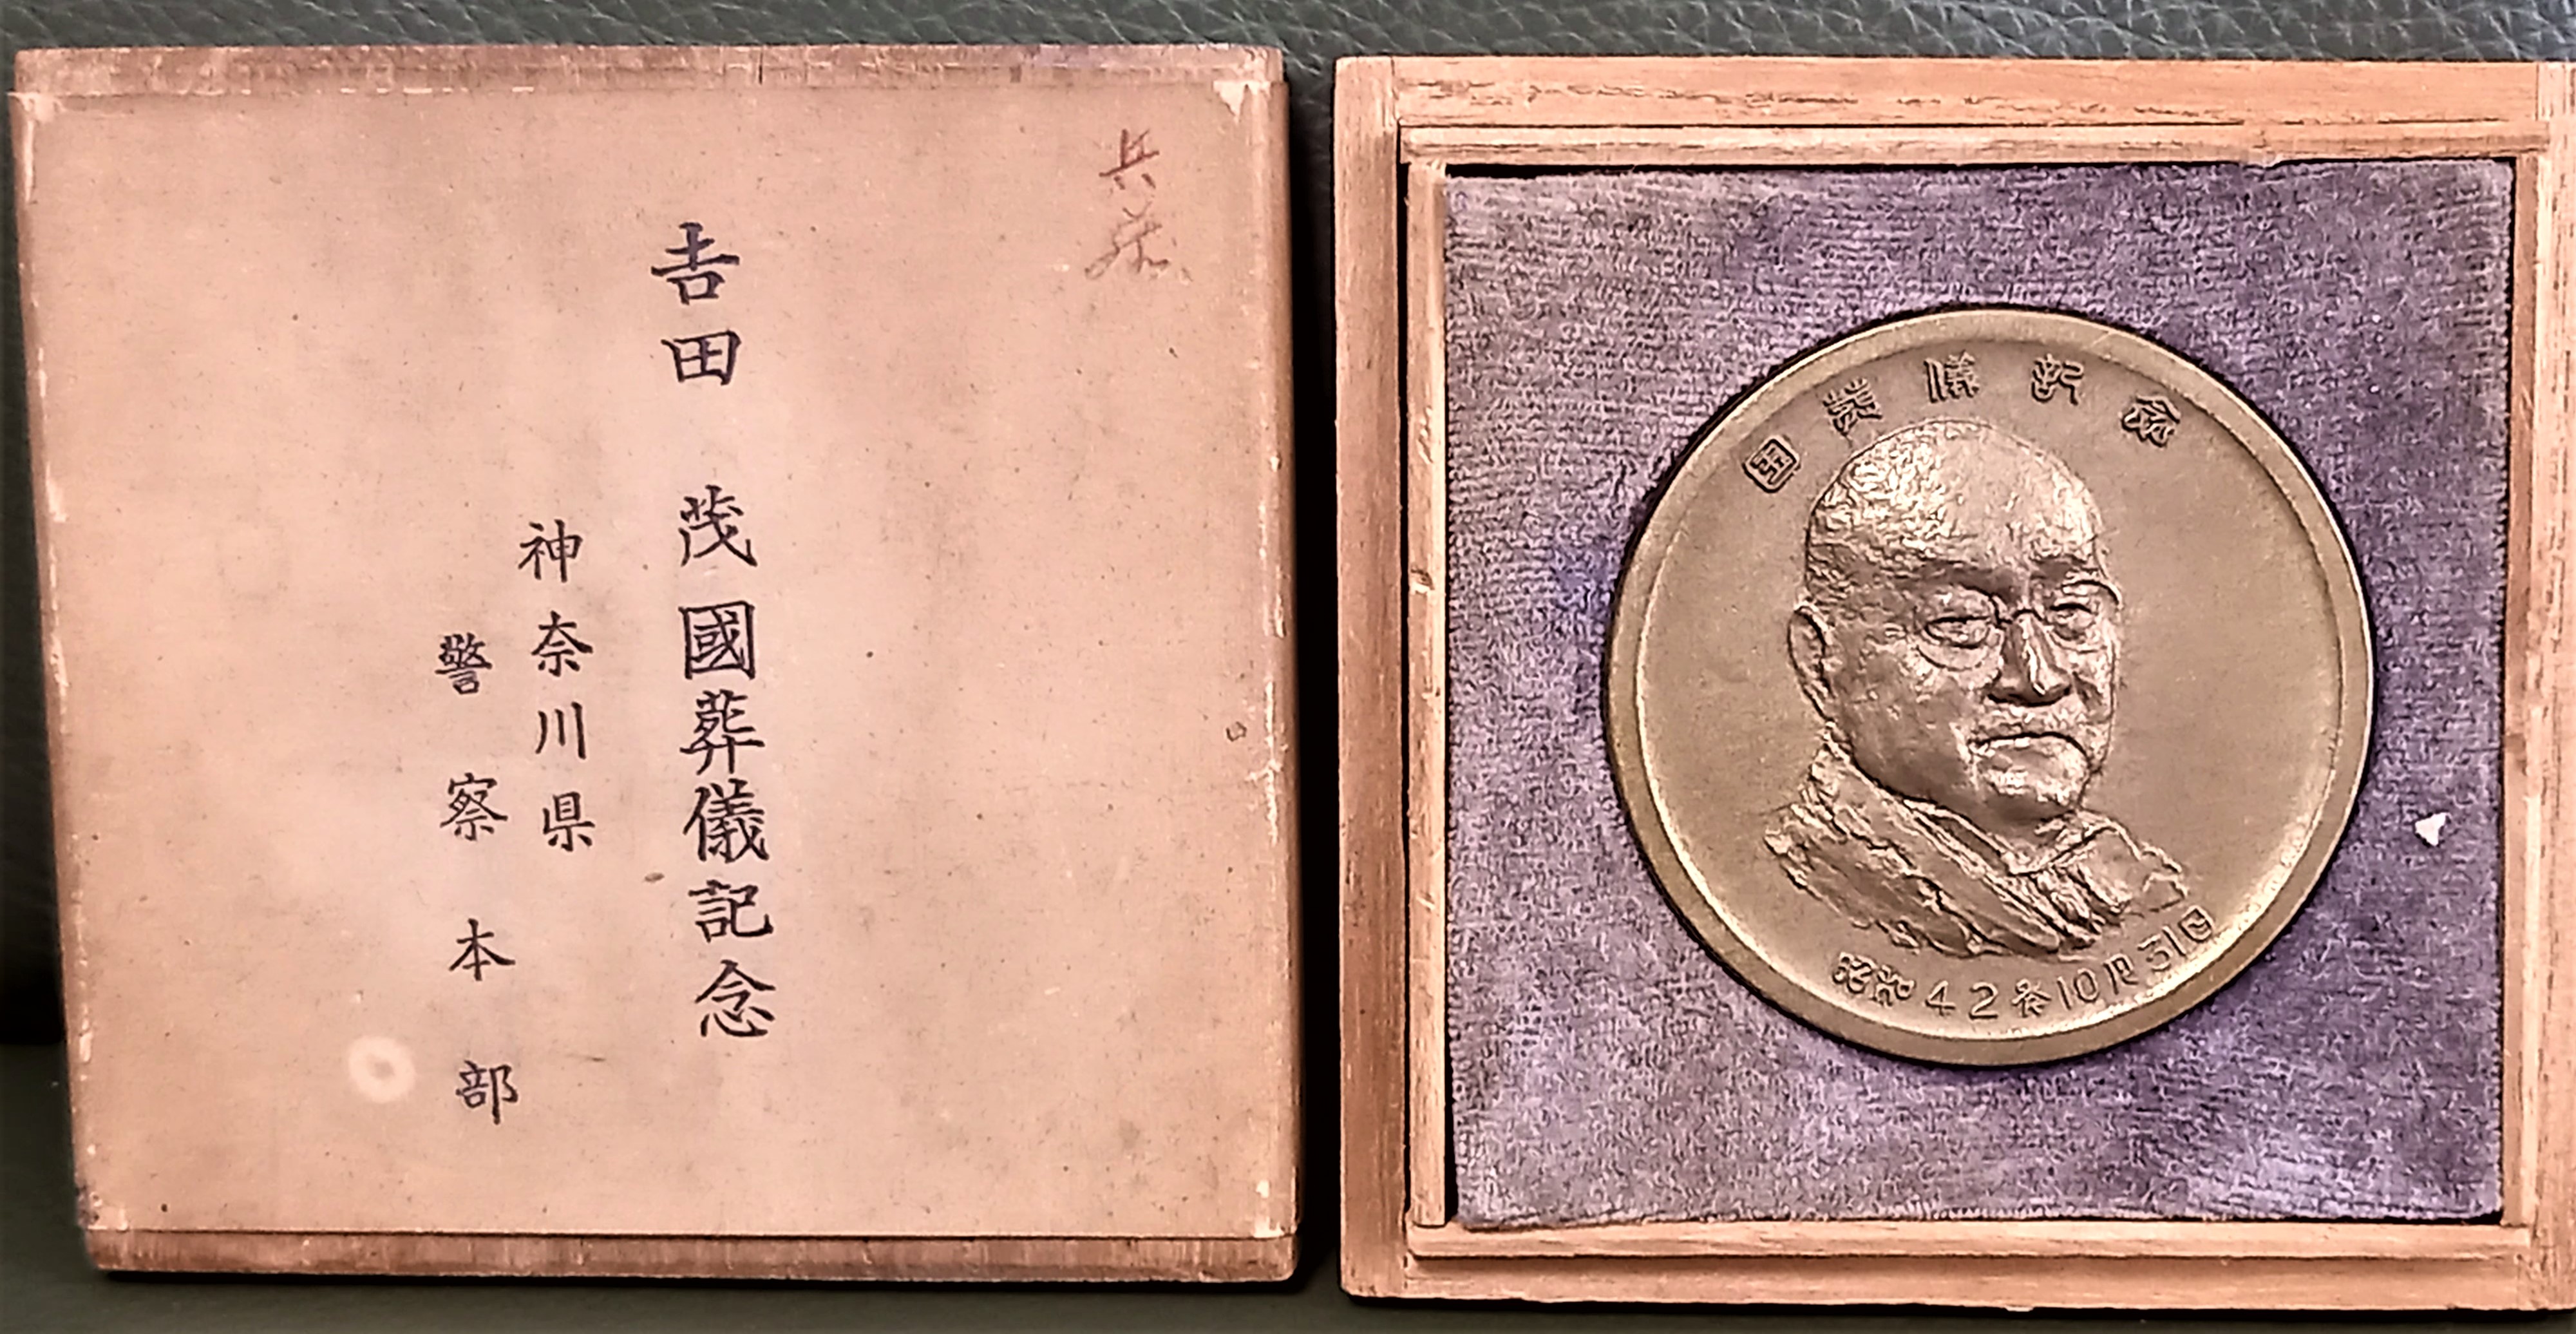 吉田 茂國葬儀記念
神奈川県
警察本部
国葬儀記念
昭和42年10月31日